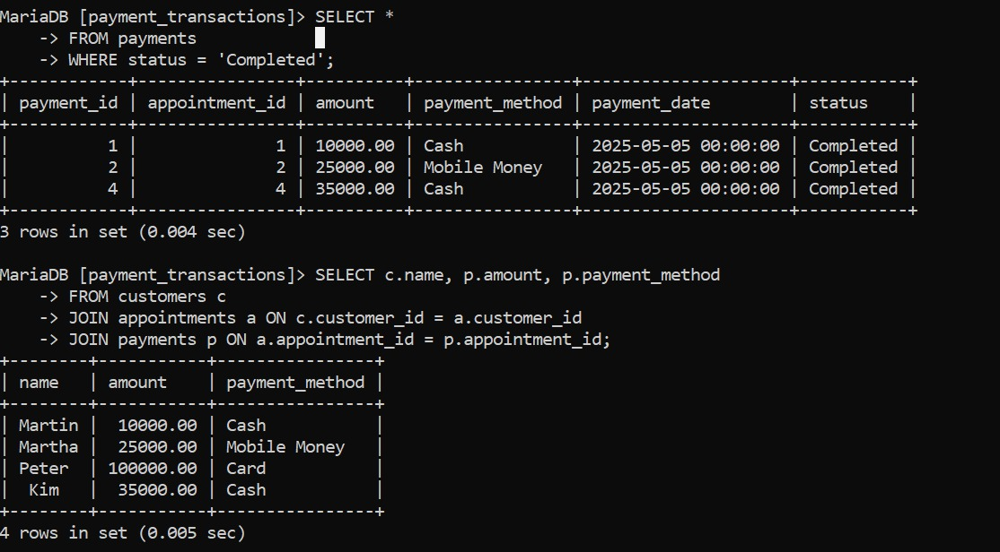 MariaDB [payment_transactions]> SELECT *
    -> FROM payments
    -> WHERE status = 'Completed';
+------------+----------------+----------+----------------+---------------------+-----------+
| payment_id | appointment_id | amount   | payment_method | payment_date        | status    |
+------------+----------------+----------+----------------+---------------------+-----------+
|          1 |              1 | 10000.00 | Cash           | 2025-05-05 00:00:00 | Completed |
|          2 |              2 | 25000.00 | Mobile Money   | 2025-05-05 00:00:00 | Completed |
|          4 |              4 | 35000.00 | Cash           | 2025-05-05 00:00:00 | Completed |
+------------+----------------+----------+----------------+---------------------+-----------+
3 rows in set (0.004 sec)

MariaDB [payment_transactions]> SELECT c.name, p.amount, p.payment_method
    -> FROM customers c
    -> JOIN appointments a ON c.customer_id = a.customer_id
    -> JOIN payments p ON a.appointment_id = p.appointment_id;
+--------+-----------+----------------+
| name   | amount    | payment_method |
+--------+-----------+----------------+
| Martin |  10000.00 | Cash           |
| Martha |  25000.00 | Mobile Money   |
| Peter  | 100000.00 | Card           |
|  Kim   |  35000.00 | Cash           |
+--------+-----------+----------------+
4 rows in set (0.005 sec)